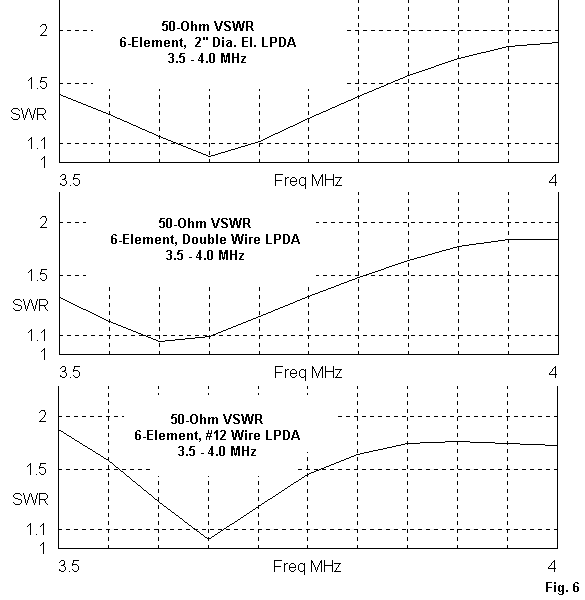 50-Ohm VSWR
6-Element, 2" Dia. El. LPDA
3.5 - 4.0 MHz
2
1.5
SWR
1.1
1
3.5 Freq MHz 4
50-Ohm VSWR
6-Element, Double Wire LPDA
3.5 - 4.0 MHz
2
1.5
SWR
1.1
1
3.5 Freq MHz 4
50-Ohm VSWR
6-Element, #12 Wire LPDA
3.5 - 4.0 MHz
2
1.5
SWR
1.1
1
3.5 Freq MHz 4
Fig. 6